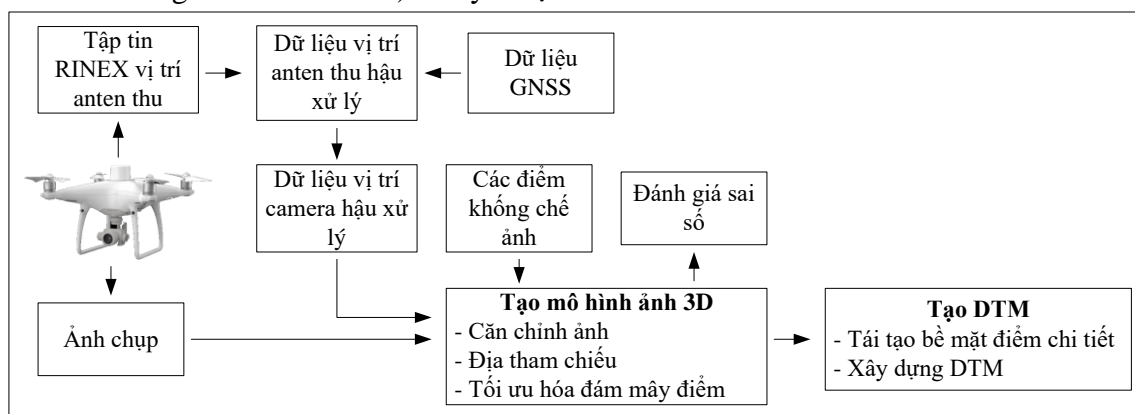 Tập tin
RINEX vị trí
anten thu
Dữ liệu vị trí
anten thu hậu
xử lý
Dữ liệu
GNSS
Dữ liệu vị trí
camera hậu xử
lý
Các điểm
khống chế
ảnh
Đánh giá sai
số
Ảnh chụp
Tạo mô hình ảnh 3D
- Căn chỉnh ảnh
- Địa tham chiếu
- Tối ưu hóa đám mây điểm
Tạo DTM
- Tái tạo bề mặt điểm chi tiết
- Xây dựng DTM